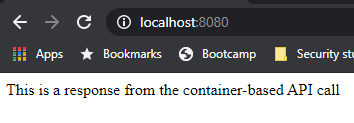 localhost:8080
Apps Bookmarks Bootcamp Security stu
This is a response from the container-based API call